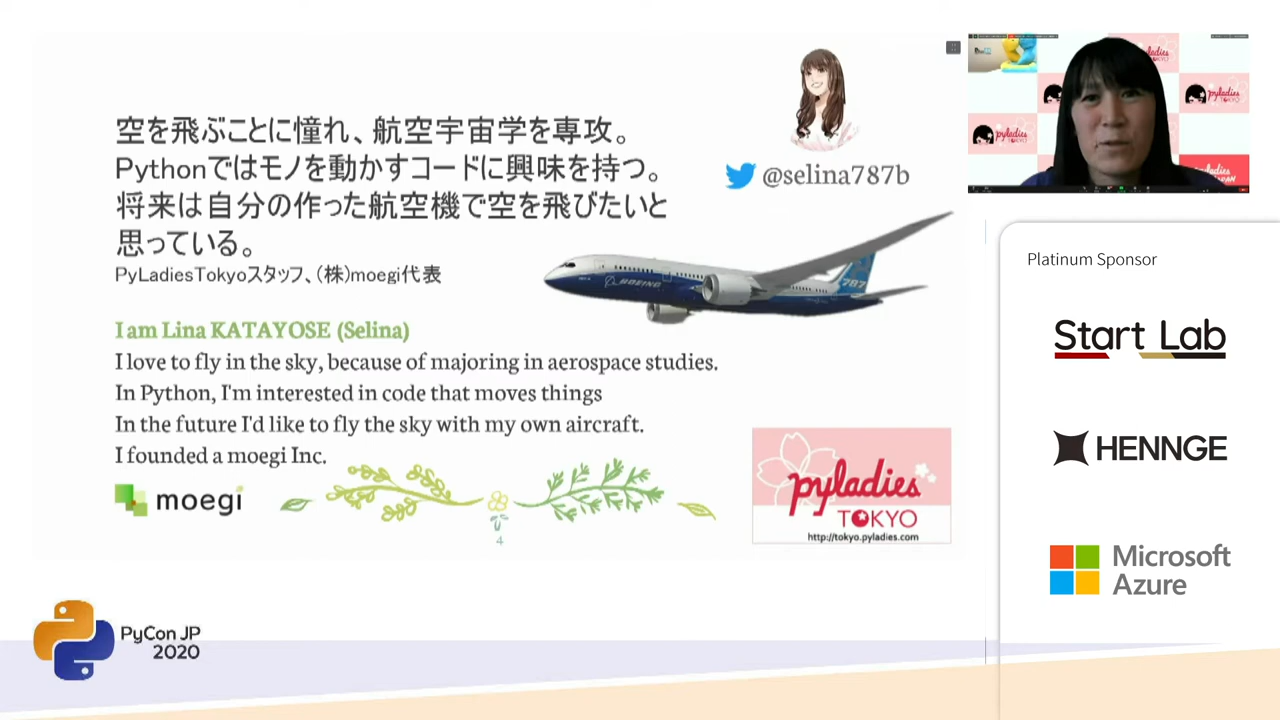 空を飛ぶことに憧れ、航空宇宙学を専攻。
Pythonではモノを動かすコードに興味を持つ。
将来は自分の作った航空機で空を飛びたいと
思っている。
PyLadiesTokyoスタッフ、(株)moegi代表
I am Lina KATAYOSE (Selina)
I love to fly in the sky, because of majoring in aerospace studies.
In Python, I'm interested in code that moves things
In the future I'd like to fly the sky with my own aircraft.
I founded a moegi Inc.
moegi
4
@selina787b
BOEING
787
pyladies
TOKYO
http://tokyo.pyladies.com
pyladies
TOKYO
pyladies
Platinum Sponsor
Start Lab
HENNGE
Microsoft
Azure
PyCon JP
2020